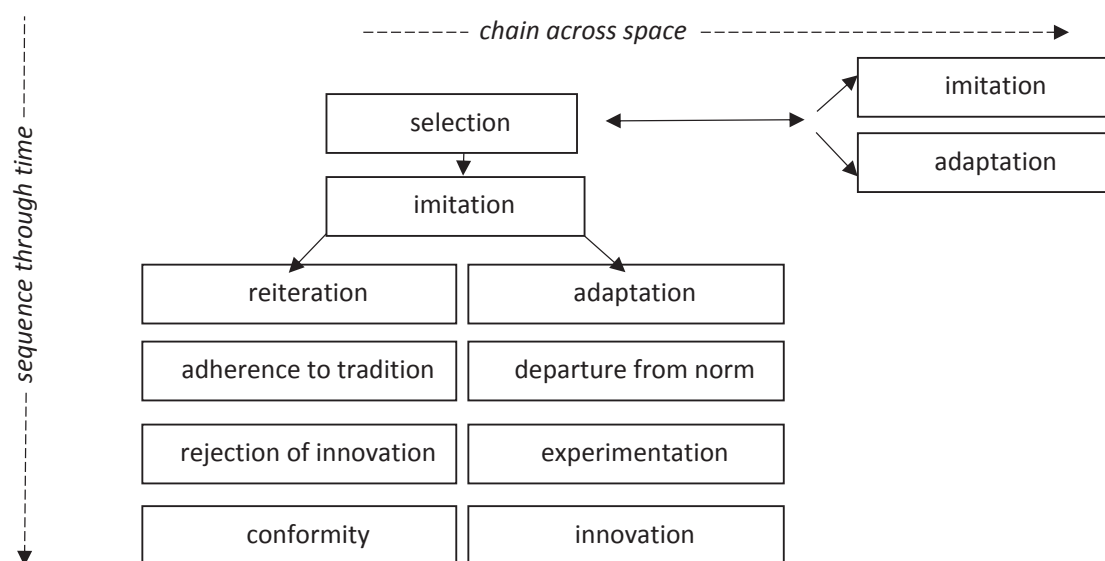 chain across space
sequence through time
selection
imitation
adaptation
imitation
reiteration
adaptation
adherence to tradition
departure from norm
rejection of innovation
experimentation
conformity
innovation